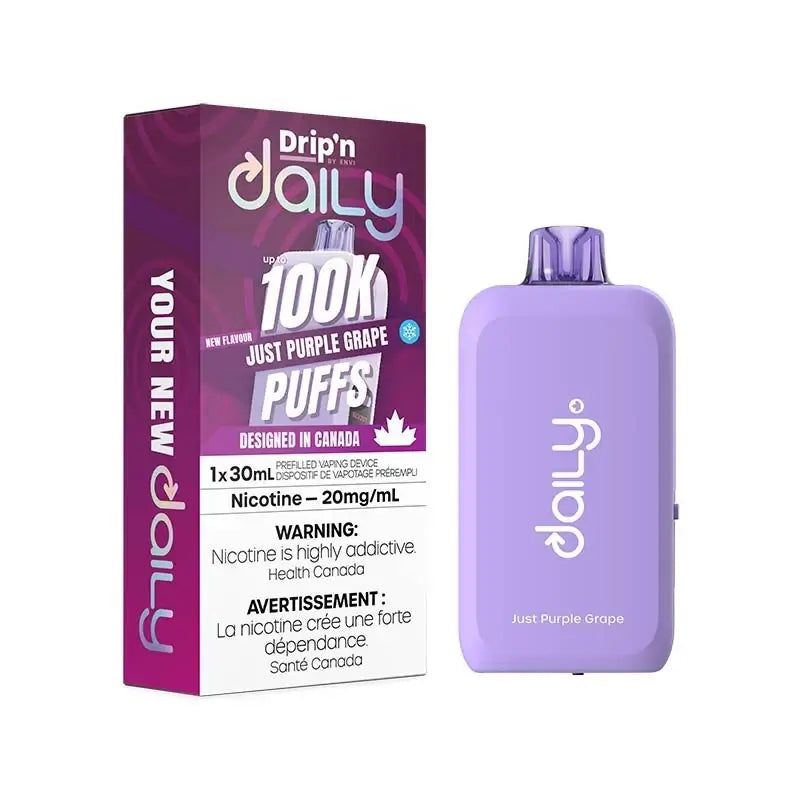 Drip'n
BY ENVI
daily
up to
100K
NEW FLAVOUR
JUST PURPLE GRAPE
PUFFS
DESIGNED IN CANADA
1 x 30mL PREFILLED VAPING DEVICE
DISPOSITIF DE VAPOTAGE PRÉREMPLI
Nicotine – 20mg/mL
WARNING:
Nicotine is highly addictive.
Health Canada
AVERTISSEMENT :
La nicotine crée une forte
dépendance.
Santé Canada
YOUR NEW daily
daily
Just Purple Grape